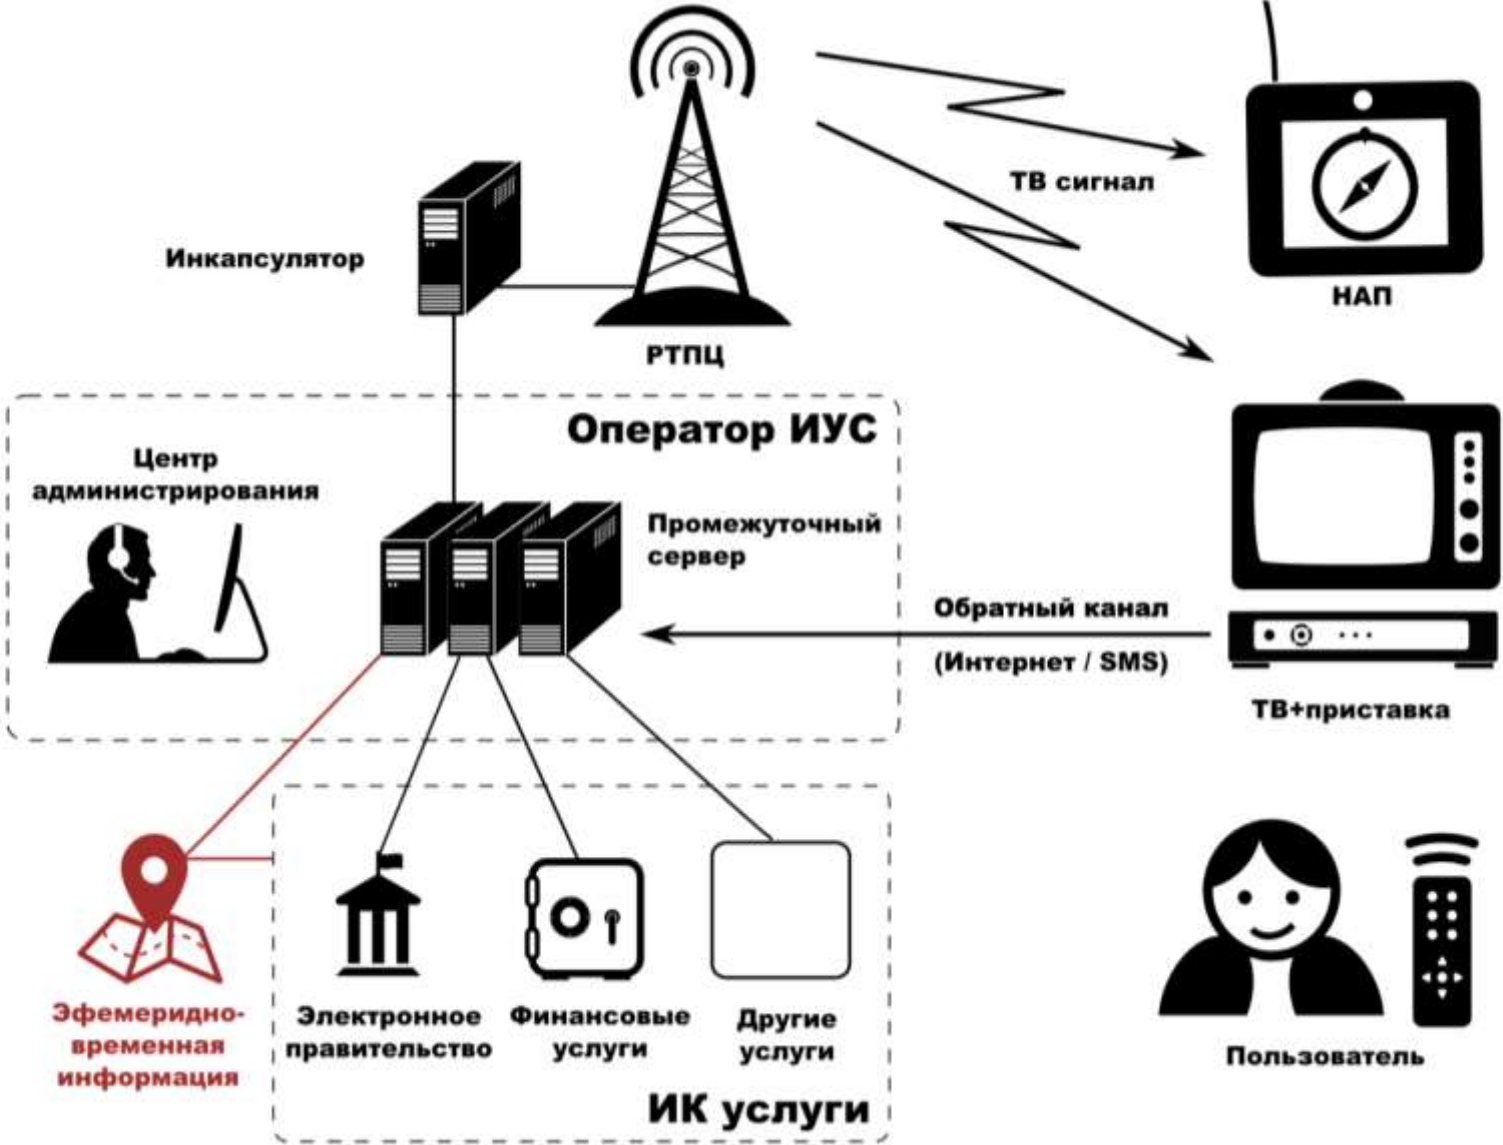 ТВ сигнал
Инкапсулятор
НАП
РТПЦ
Оператор ИУС
Центр
администрирования
Промежуточный
сервер
Обратный канал
(Интернет / SMS)
ТВ+приставка
Эфемеридно-
временная
информация
Электронное
правительство
Финансовые
услуги
Другие
услуги
ИК услуги
Пользователь